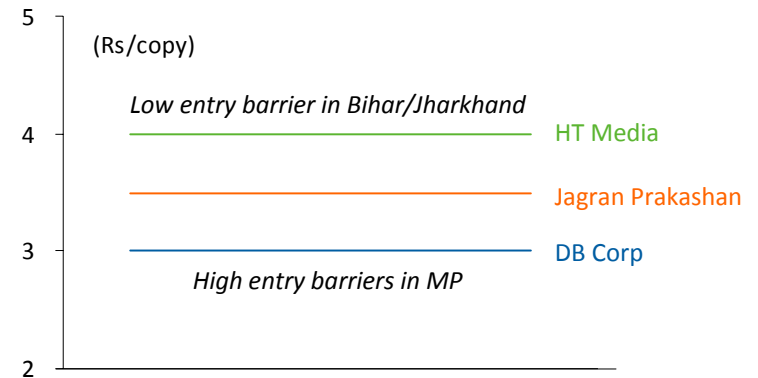 5
(Rs/copy)
Low entry barrier in Bihar/Jharkhand
4
HT Media
Jagran Prakashan
3
DB Corp
High entry barriers in MP
2